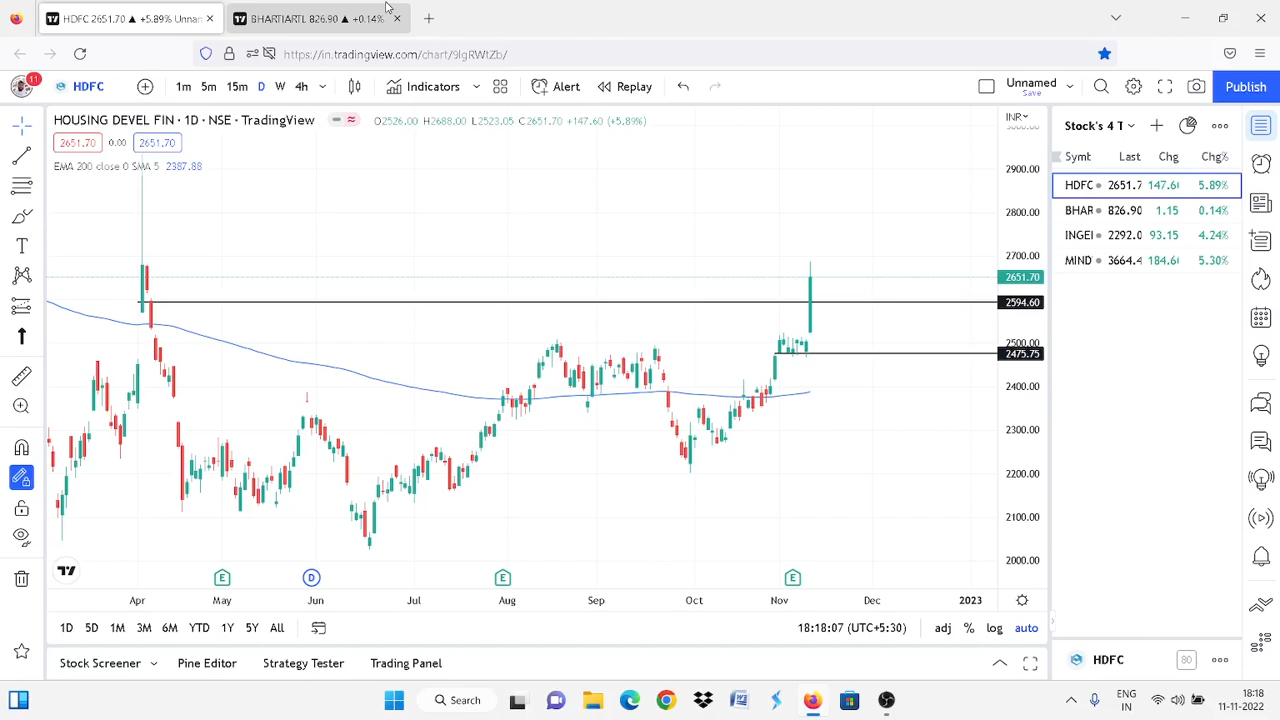 HDFC 2651.70 ▲ +5.89% Unnar
BHARTIARTL 826.90 ▲ +0.14%
https://in.tradingview.com/chart/9lgRWtZb/
11
HDFC
1m 5m 15m D W 4h
Indicators
Alert
Replay
Unnamed
Save
Publish
HOUSING DEVEL FIN · 1D · NSE · TradingView
O2526.00 H2688.00 L2523.05 C2651.70 +147.60 (+5.89%)
2651.70 0.00 2651.70
EMA 200 close 0 SMA 5 2387.88
INR
3000.00
2900.00
2800.00
2700.00
2651.70
2594.60
2500.00
2475.75
2400.00
2300.00
2200.00
2100.00
2000.00
E D E E
Apr May Jun Jul Aug Sep Oct Nov Dec 2023
1D 5D 1M 3M 6M YTD 1Y 5Y All
18:18:07 (UTC+5:30)
adj % log auto
Stock Screener
Pine Editor
Strategy Tester
Trading Panel
Stock's 4 T
Symt Last Chg Chg%
HDFC 2651.7 147.6 5.89%
BHAR 826.90 1.15 0.14%
INGEI 2292.0 93.15 4.24%
MIND 3664.4 184.6 5.30%
HDFC
80
Search
ENG
IN
18:18
11-11-2022